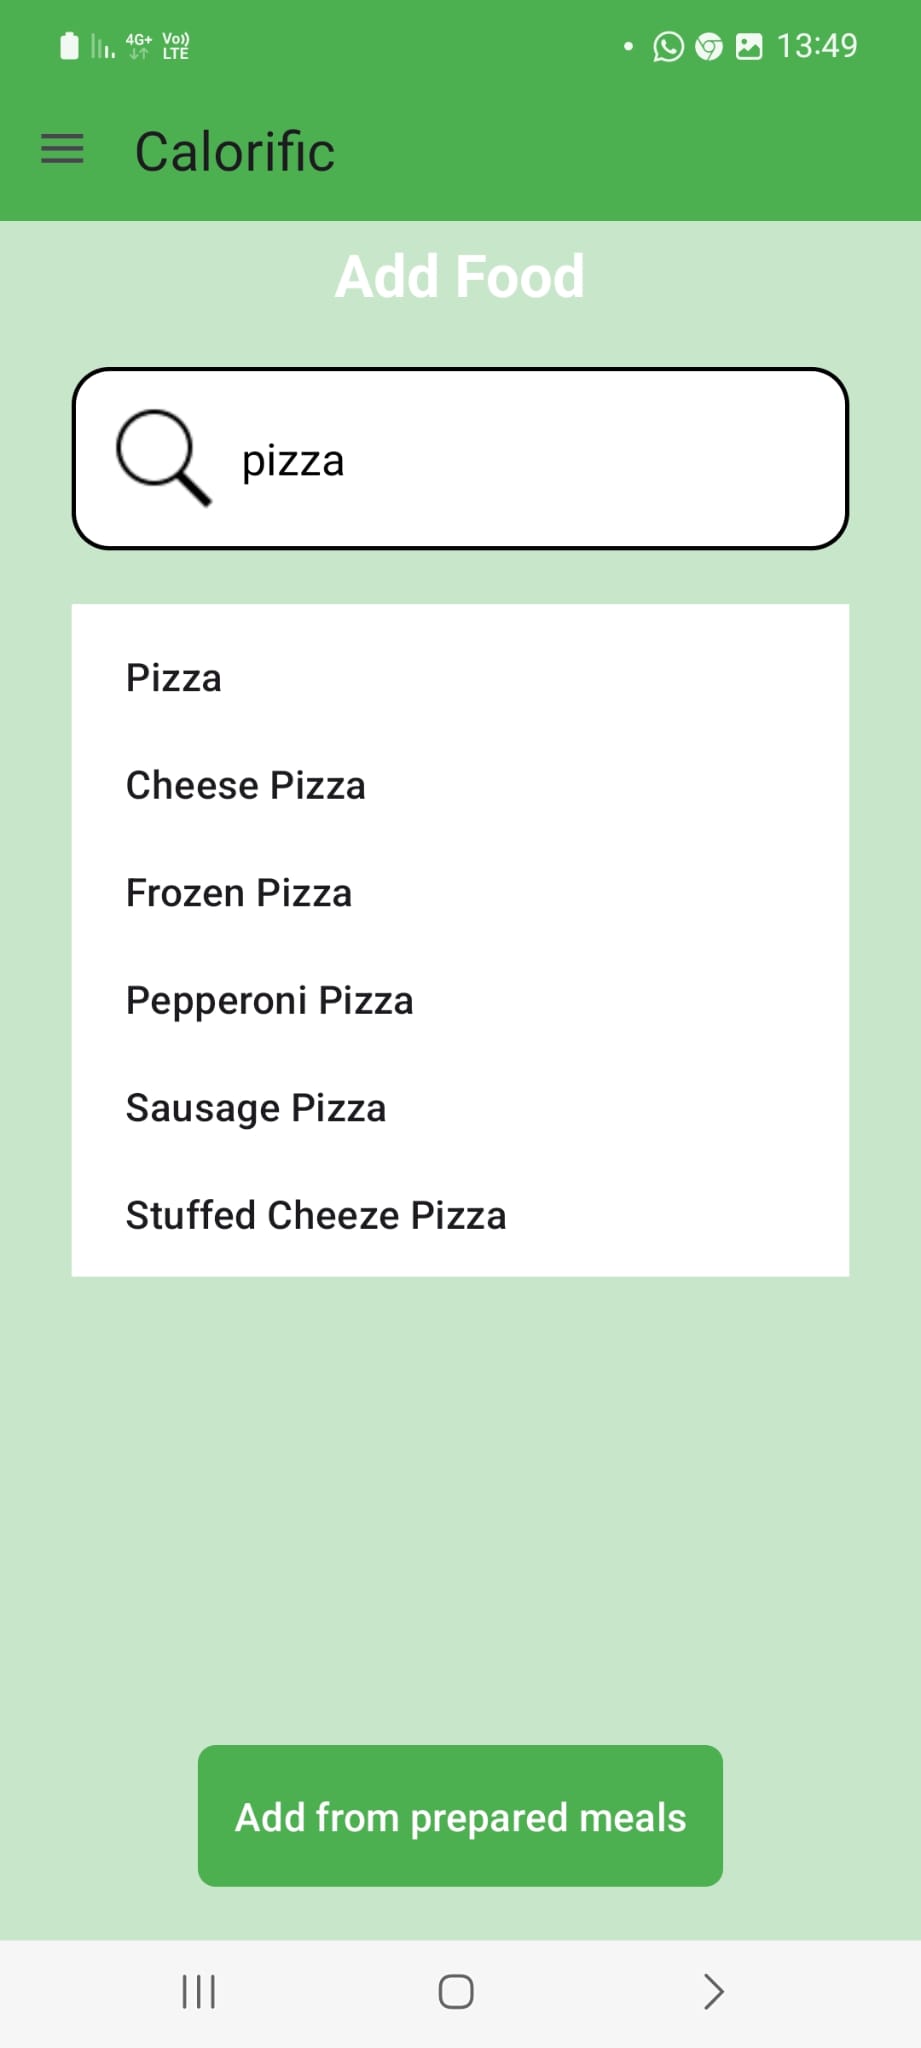 4G+ Vo))
LTE
13:49
Calorific
Add Food
pizza
Pizza
Cheese Pizza
Frozen Pizza
Pepperoni Pizza
Sausage Pizza
Stuffed Cheeze Pizza
Add from prepared meals